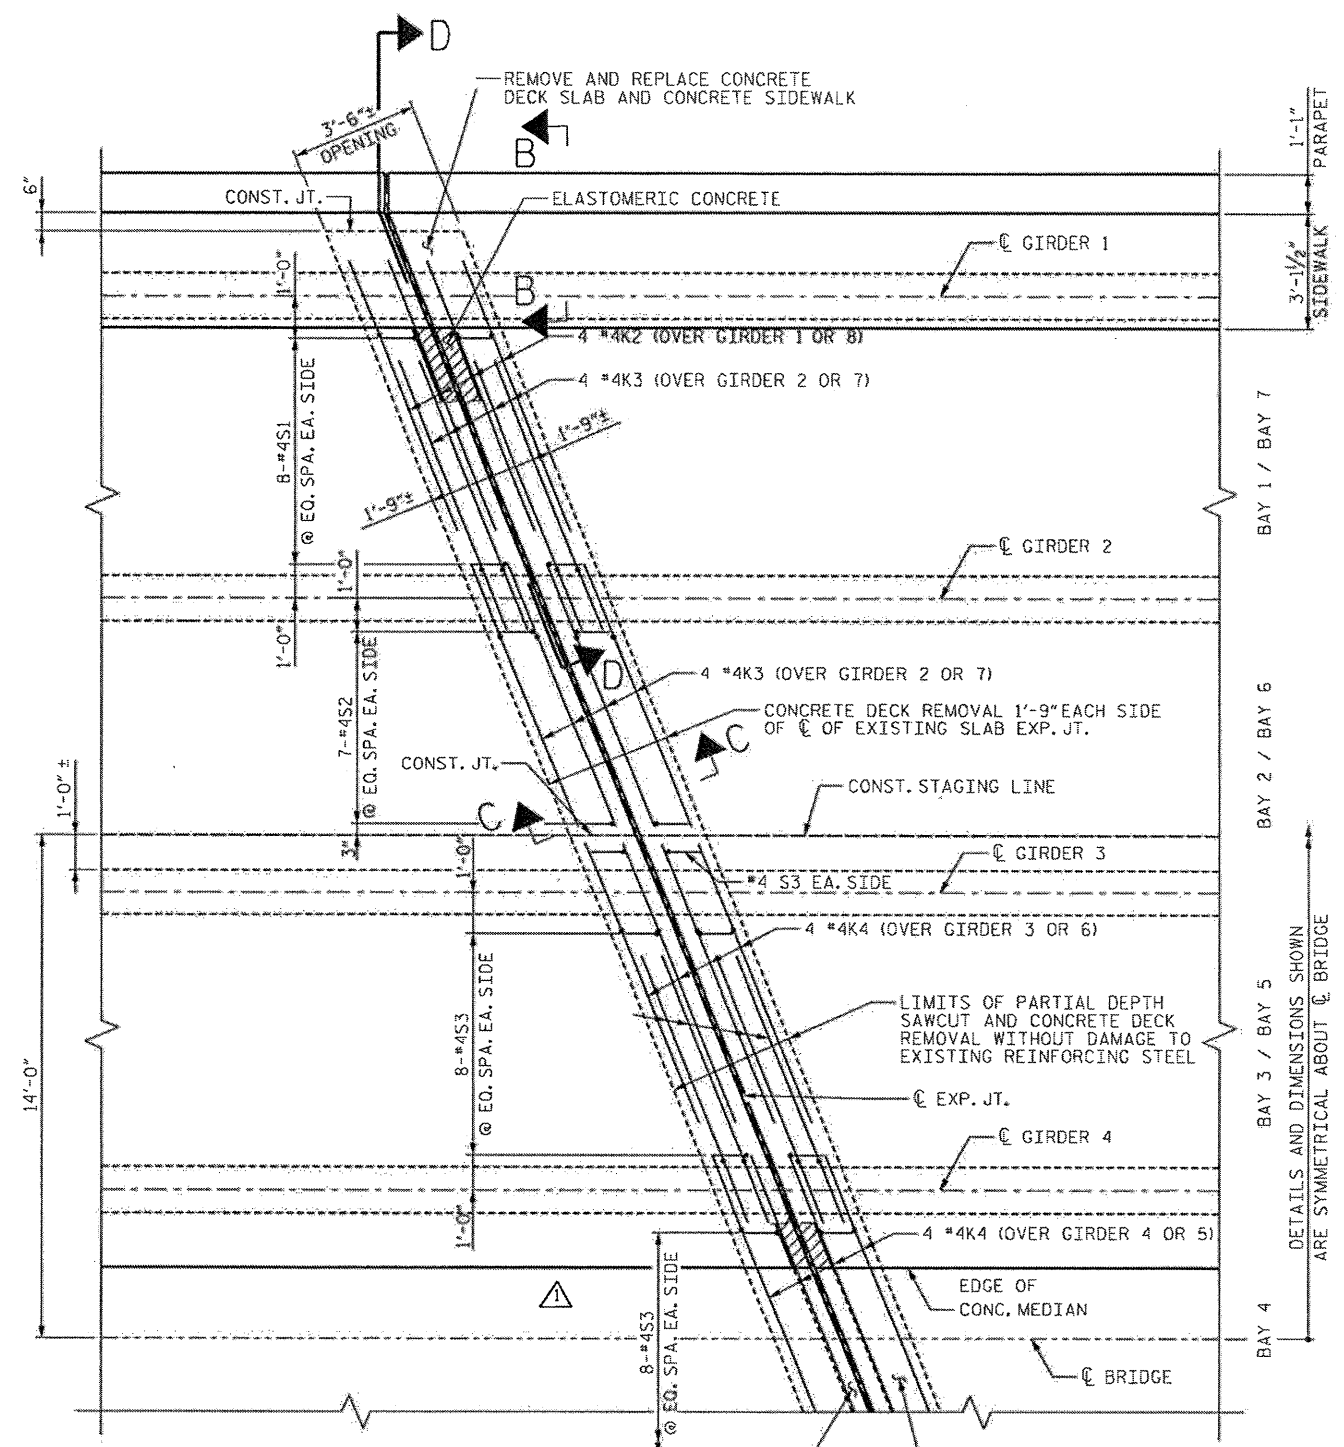 D
REMOVE AND REPLACE CONCRETE
DECK SLAB AND CONCRETE SIDEWALK
3'-6"±
OPENING
B
1'-1"
PARAPET
6"
CONST. JT.
ELASTOMERIC CONCRETE
℄ GIRDER 1
3'-1½"
SIDEWALK
1'-0"
B
4 #4K2 (OVER GIRDER 1 OR 8)
4 #4K3 (OVER GIRDER 2 OR 7)
8-#4S1
@ EQ. SPA. EA. SIDE
1'-9"±
1'-9"±
BAY 1 / BAY 7
℄ GIRDER 2
1'-0"
1'-0"
D
4 #4K3 (OVER GIRDER 2 OR 7)
7-#4S2
@ EQ. SPA. EA. SIDE
CONCRETE DECK REMOVAL 1'-9" EACH SIDE
OF ℄ OF EXISTING SLAB EXP. JT.
C
BAY 2 / BAY 6
CONST. JT.
1'-0" ±
CONST. STAGING LINE
C
3"
1'-0"
℄ GIRDER 3
#4 S3 EA. SIDE
4 #4K4 (OVER GIRDER 3 OR 6)
8-#4S3
@ EQ. SPA. EA. SIDE
LIMITS OF PARTIAL DEPTH
SAWCUT AND CONCRETE DECK
REMOVAL WITHOUT DAMAGE TO
EXISTING REINFORCING STEEL
BAY 3 / BAY 5
14'-0"
℄ EXP. JT.
℄ GIRDER 4
DETAILS AND DIMENSIONS SHOWN
ARE SYMMETRICAL ABOUT ℄ BRIDGE
1'-0"
4 #4K4 (OVER GIRDER 4 OR 5)
EDGE OF
CONC. MEDIAN
1
8-#4S3
@ EQ. SPA. EA. SIDE
BAY 4
℄ BRIDGE